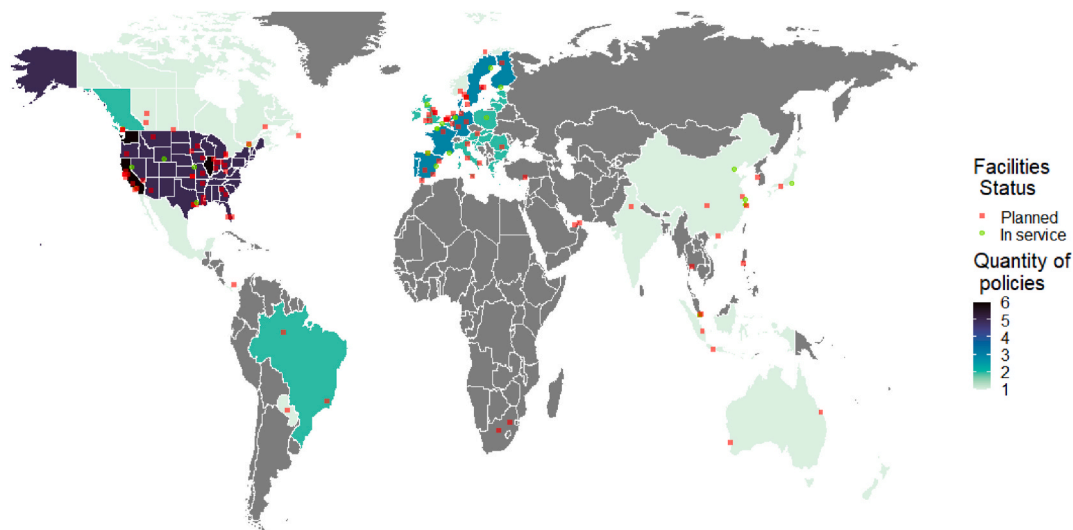 Facilities
Status
Planned
In service
Quantity of
policies
6
5
4
3
2
1